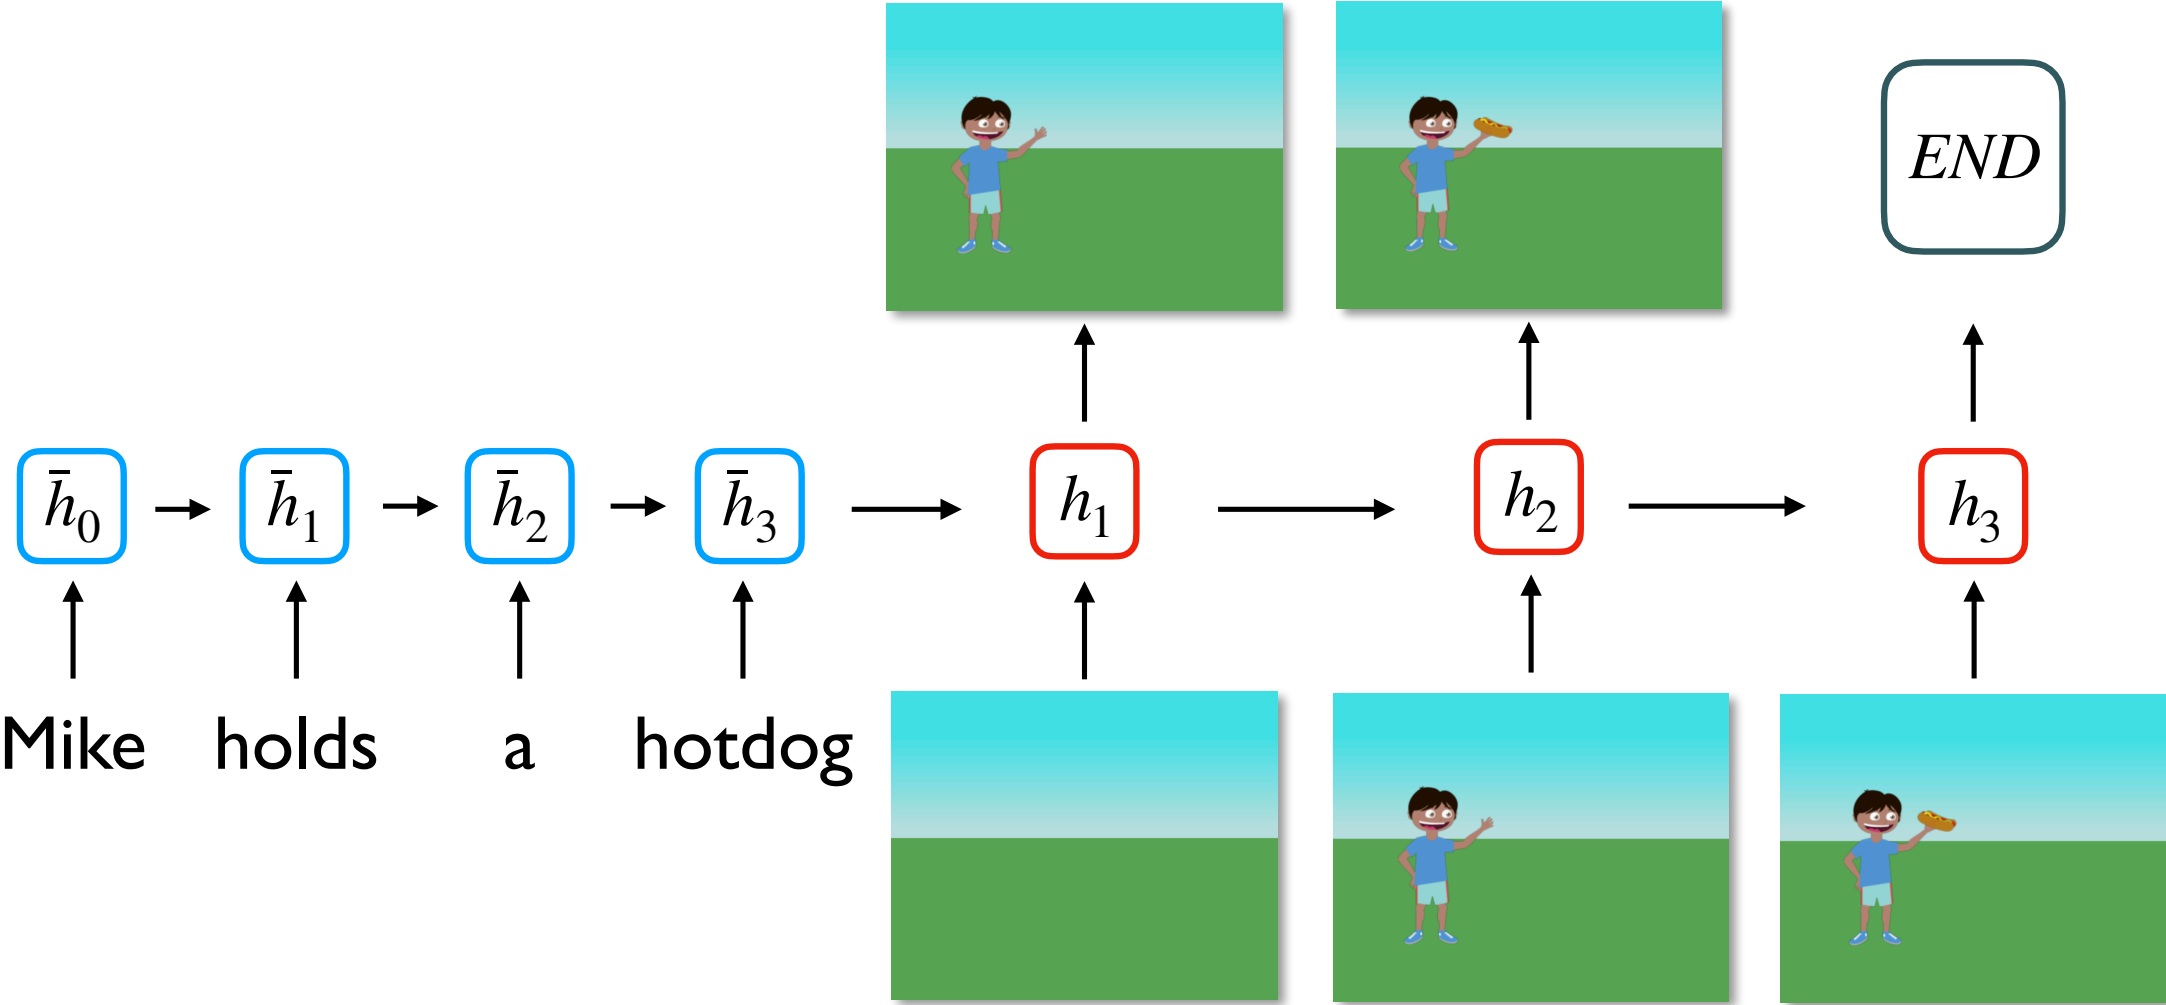 END
h̄₀ h̄₁ h̄₂ h̄₃ h₁ h₂ h₃
Mike holds a hotdog